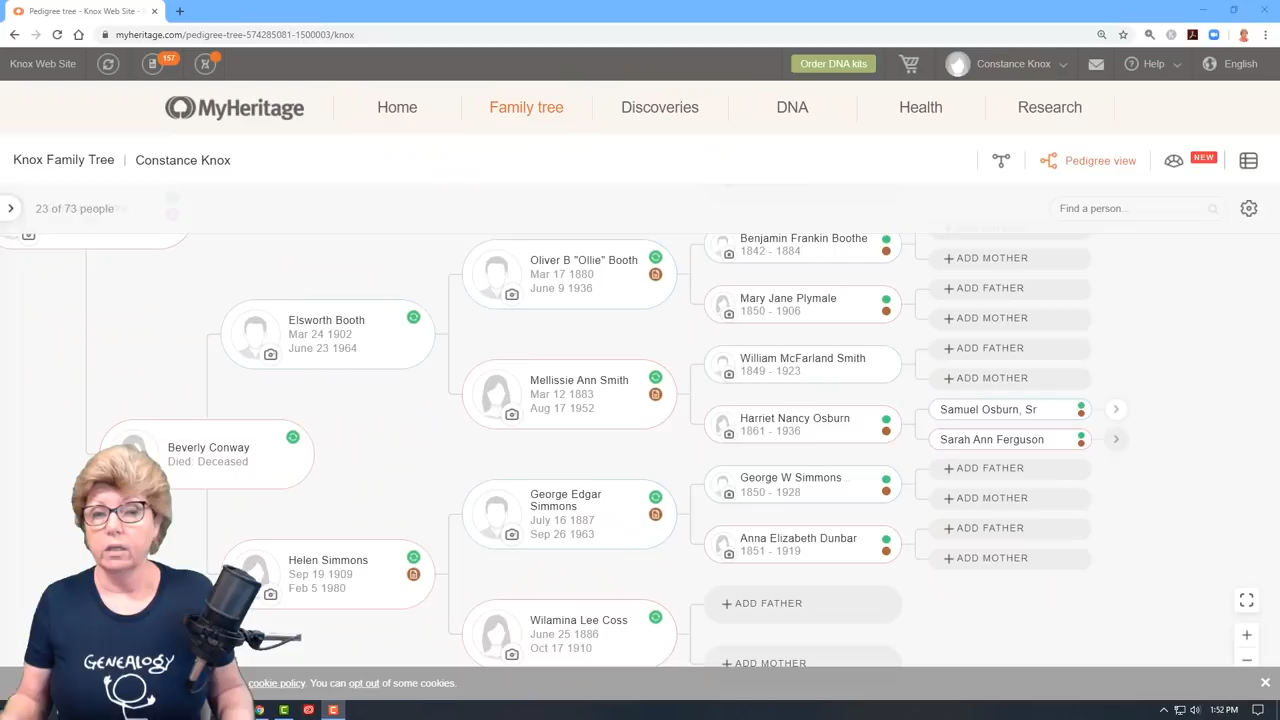 Pedigree tree - Knox Web Site -
myheritage.com/pedigree-tree-574285081-1500003/knox
Knox Web Site
157
Order DNA kits
Constance Knox
Help
English
MyHeritage
Home
Family tree
Discoveries
DNA
Health
Research
Knox Family Tree | Constance Knox
Pedigree view
NEW
23 of 73 people
Find a person...
Benjamin Frankin Boothe
1842 - 1884
+ ADD MOTHER
Oliver B "Ollie" Booth
Mar 17 1880
June 9 1936
+ ADD FATHER
Mary Jane Plymale
1850 - 1906
+ ADD MOTHER
Elsworth Booth
Mar 24 1902
June 23 1964
+ ADD FATHER
William McFarland Smith
1849 - 1923
+ ADD MOTHER
Mellissie Ann Smith
Mar 12 1883
Aug 17 1952
Samuel Osburn, Sr
Harriet Nancy Osburn
1861 - 1936
Sarah Ann Ferguson
Beverly Conway
Died: Deceased
+ ADD FATHER
George W Simmons
1850 - 1928
+ ADD MOTHER
George Edgar
Simmons
July 16 1887
Sep 26 1963
+ ADD FATHER
Anna Elizabeth Dunbar
1851 - 1919
+ ADD MOTHER
Helen Simmons
Sep 19 1909
Feb 5 1980
+ ADD FATHER
Wilamina Lee Coss
June 25 1886
Oct 17 1910
+ ADD MOTHER
GENEALOGY
cookie policy. You can opt out of some cookies.
1:52 PM